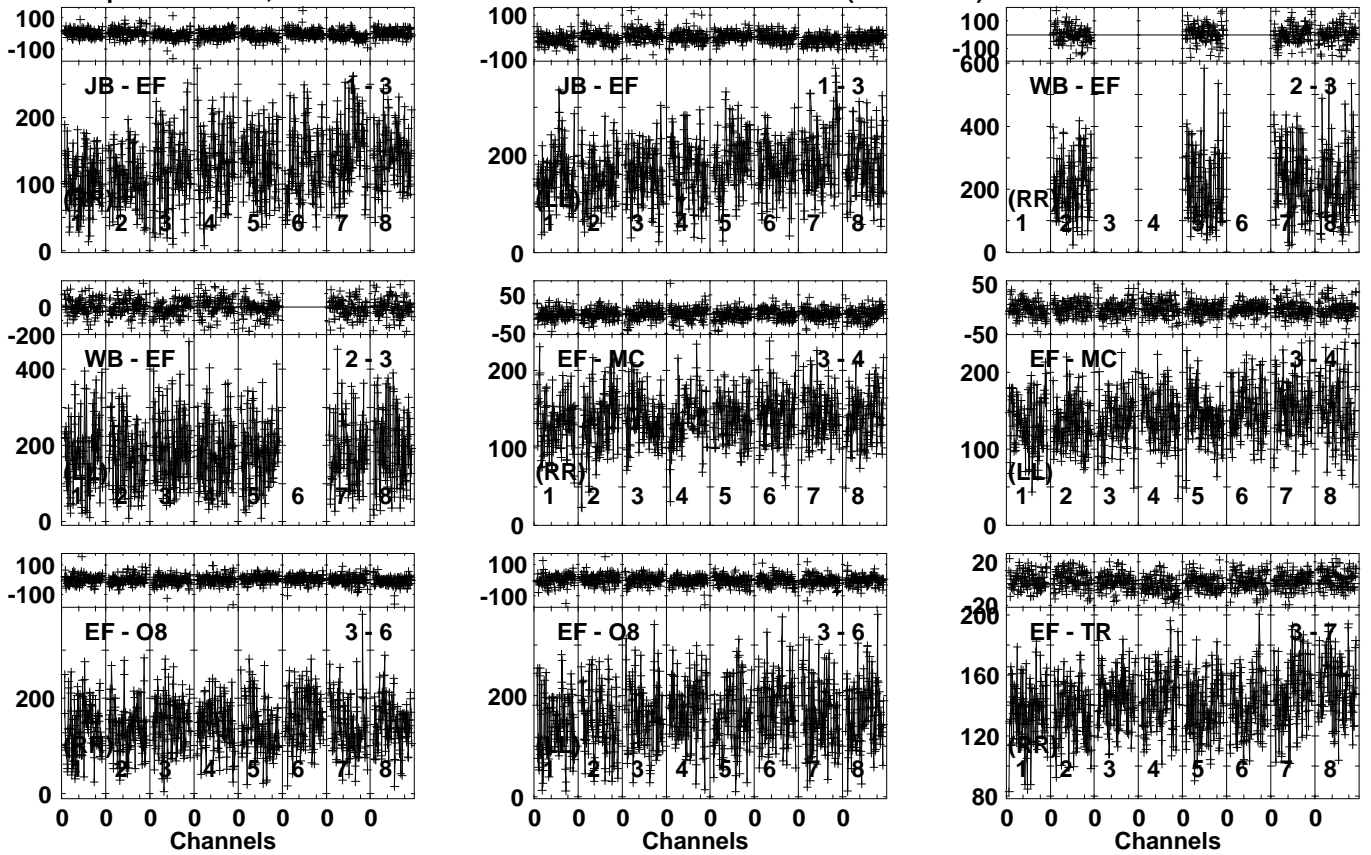 100 100 100
-100 -100 -100
JB - EF 1 - 3 JB - EF 1 - 3 600 WB - EF 2 - 3
200 400
100 200 200
(RR) (LL) (RR)
1 2 3 4 5 6 7 8 1 2 3 4 5 6 7 8 1 2 3 4 5 6 7 8
0 0 0
0 50 50
-200 -50 -50
WB - EF 2 - 3 EF - MC 3 - 4 EF - MC 3 - 4
400 200 200
200 100 100
(LL) (RR) (LL)
1 2 3 4 5 6 7 8 1 2 3 4 5 6 7 8 1 2 3 4 5 6 7 8
0 0 0
100 100 20
-100 -100 -20
EF - O8 3 - 6 EF - O8 3 - 6 200 EF - TR 3 - 7
200 200 160
120
(RR) (LL) (RR)
1 2 3 4 5 6 7 8 1 2 3 4 5 6 7 8 1 2 3 4 5 6 7 8
0 0 80
0 0 0 0 0 0 0 0 0 0 0 0 0 0 0 0 0 0 0 0 0 0 0 0
Channels Channels Channels